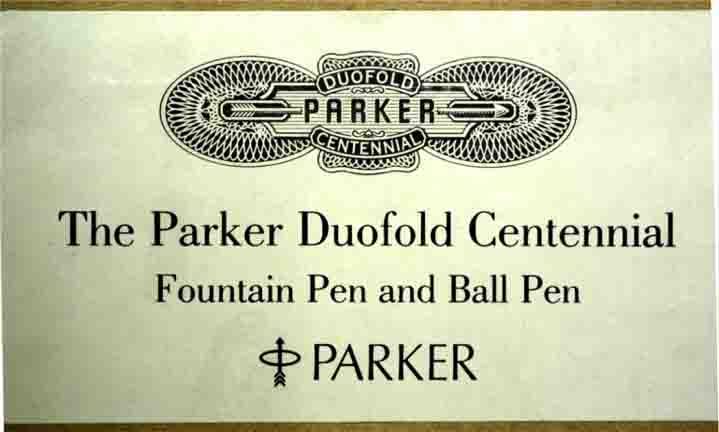 DUOFOLD
PARKER
CENTENNIAL
The Parker Duofold Centennial
Fountain Pen and Ball Pen
PARKER